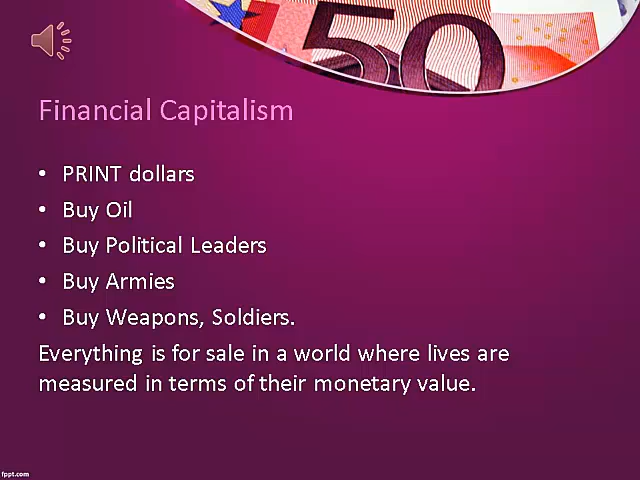 50
Financial Capitalism
• PRINT dollars
• Buy Oil
• Buy Political Leaders
• Buy Armies
• Buy Weapons, Soldiers.
Everything is for sale in a world where lives are
measured in terms of their monetary value.
fppt.com